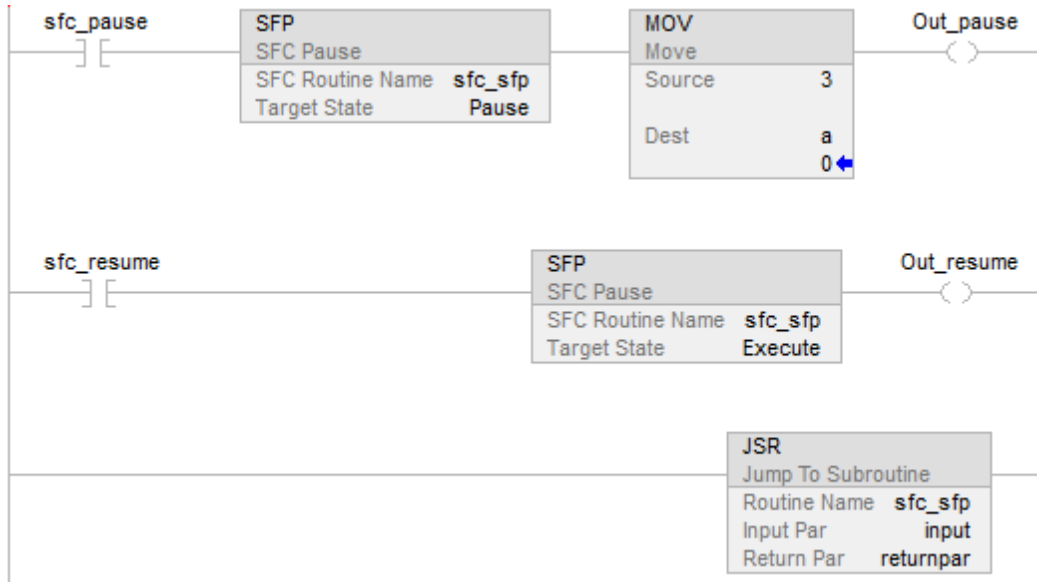 sfc_pause
SFP
SFC Pause
SFC Routine Name sfc_sfp
Target State Pause
MOV
Move
Source 3
Dest a
0
Out_pause
sfc_resume
SFP
SFC Pause
SFC Routine Name sfc_sfp
Target State Execute
Out_resume
JSR
Jump To Subroutine
Routine Name sfc_sfp
Input Par input
Return Par returnpar